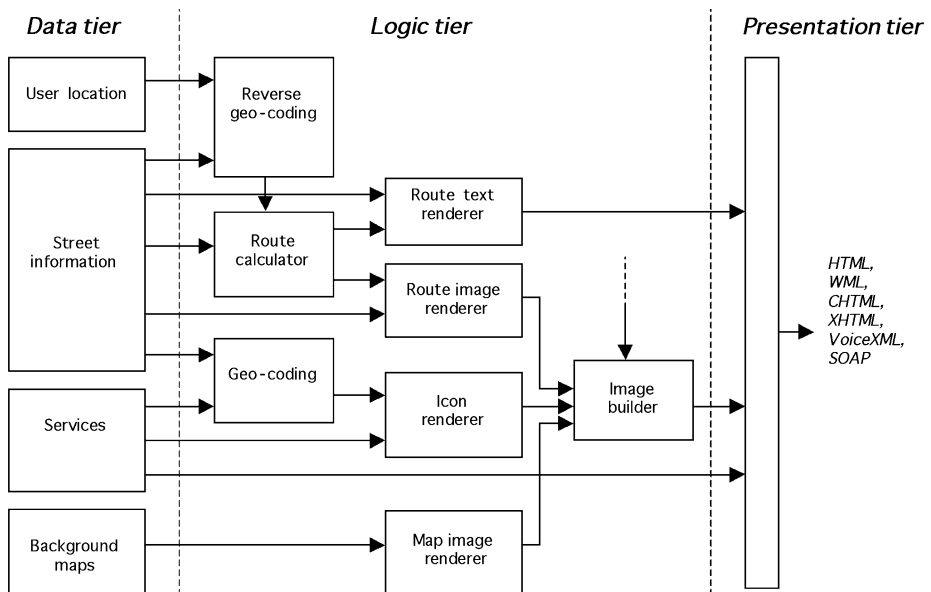 Data tier
Logic tier
Presentation tier
User location
Reverse
geo-coding
Street
information
Route text
renderer
Route
calculator
Route image
renderer
HTML,
WML,
CHTML,
XHTML,
VoiceXML,
SOAP
Geo-coding
Services
Icon
renderer
Image
builder
Background
maps
Map image
renderer